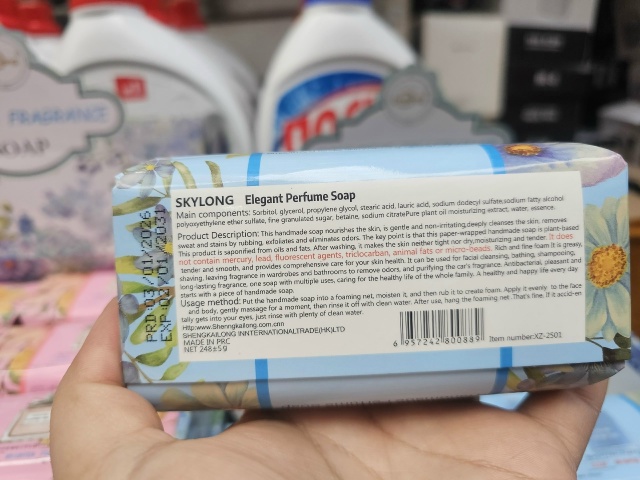 FRAGRANCE
SOAP
PRD:03/01/2026
EXP:02/01/2031
SKYLONG Elegant Perfume Soap
Main components: Sorbitol, glycerol, propylene glycol, stearic acid, lauric acid, sodium dodecyl sulfate,sodium fatty alcohol
polyoxyethylene ether sulfate, fine granulated sugar, betaine, sodium citratePure plant oil moisturizing extract, water, essence.
Product Description: This handmade soap nourishes the skin, is gentle and non-irritating,deeply cleanses the skin, removes
sweat and stains by rubbing, exfoliates and eliminates odors. The key point is that this paper-wrapped handmade soap is plant-based
This product is saponified from oils and fats. After washing, it makes the skin neither tight nor dry,moisturizing and tender. It does
not contain mercury, lead, fluorescent agents, triclocarban, animal fats or micro-beads. Rich and fine foam It is greasy,
tender and smooth, and provides comprehensive care for your skin health. It can be used for facial cleansing, bathing, shampooing,
shaving, leaving fragrance in wardrobes and bathrooms to remove odors, and purifying the car's fragrance. Antibacterial, pleasant and
long-lasting fragrance, one soap with multiple uses, caring for the healthy life of the whole family. A healthy and happy life every day
starts with a piece of handmade soap.
Usage method: Put the handmade soap into a foaming net, moisten it, and then rub it to create foam. Apply it evenly to the face
and body, gently massage for a moment, then rinse it off with clean water. After use, hang the foaming net .That's fine. If it accid-en
tally gets into your eyes, just rinse with plenty of clean water.
Http:www.Shengkailong.com.cnn
SHENGKAILONG INNTERNATIONALTRADE(HK)LTD
MADE IN PRC
NET 248±5g
6 957242 800889
Item number:XZ-2501